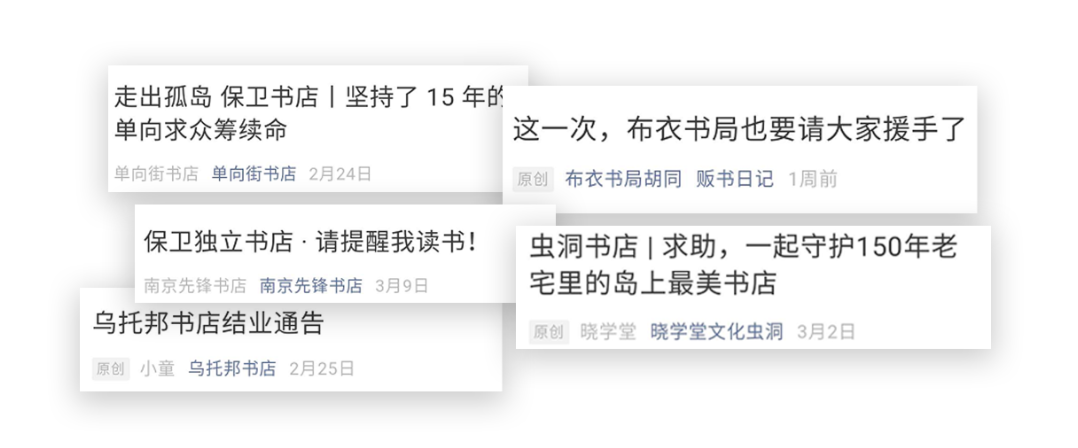 走出孤岛 保卫书店丨坚持了 15 年的
单向求众筹续命
单向街书店 单向街书店 2月24日
这一次，布衣书局也要请大家援手了
原创 布衣书局胡同 贩书日记 1周前
保卫独立书店 · 请提醒我读书！
南京先锋书店 南京先锋书店 3月9日
虫洞书店 | 求助，一起守护150年老
宅里的岛上最美书店
原创 晓学堂 晓学堂文化虫洞 3月2日
乌托邦书店结业通告
原创 小童 乌托邦书店 2月25日